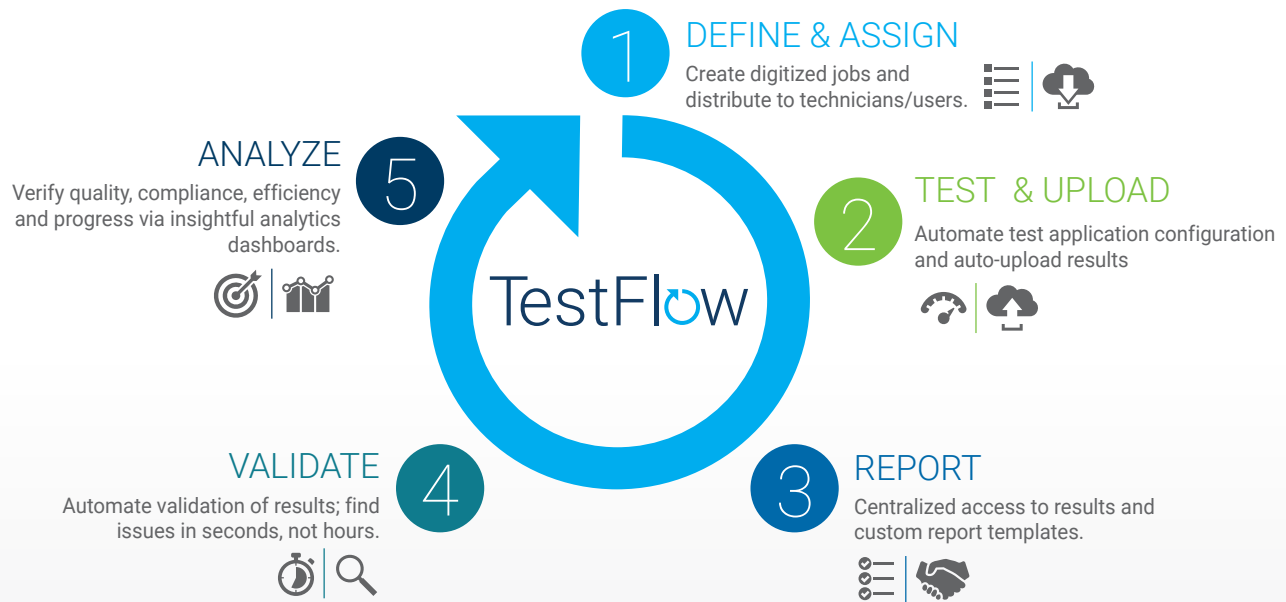 1
DEFINE & ASSIGN
Create digitized jobs and
distribute to technicians/users.
2
TEST & UPLOAD
Automate test application configuration
and auto-upload results
3
REPORT
Centralized access to results and
custom report templates.
4
VALIDATE
Automate validation of results; find
issues in seconds, not hours.
5
ANALYZE
Verify quality, compliance, efficiency
and progress via insightful analytics
dashboards.
TestFlow